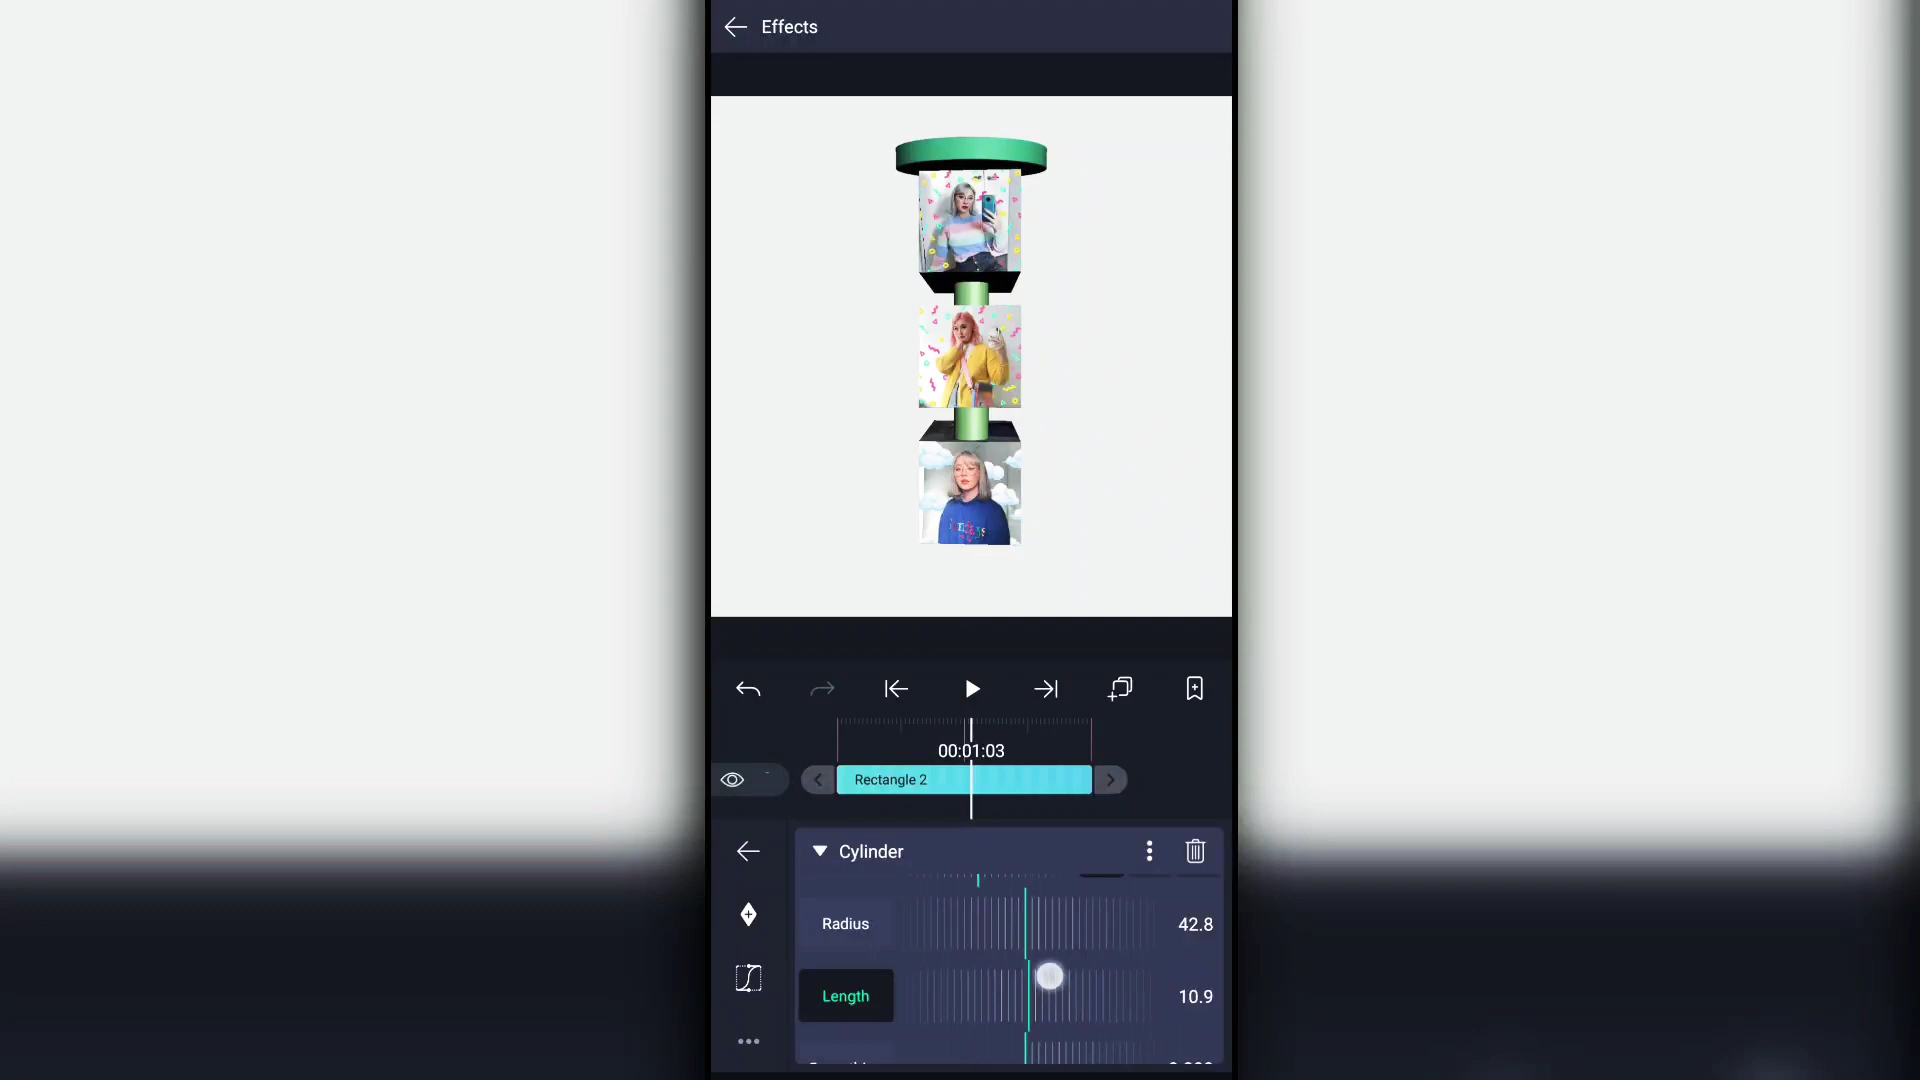 Effects
00:01:03
Rectangle 2
Cylinder
Radius
42.8
Length
10.9